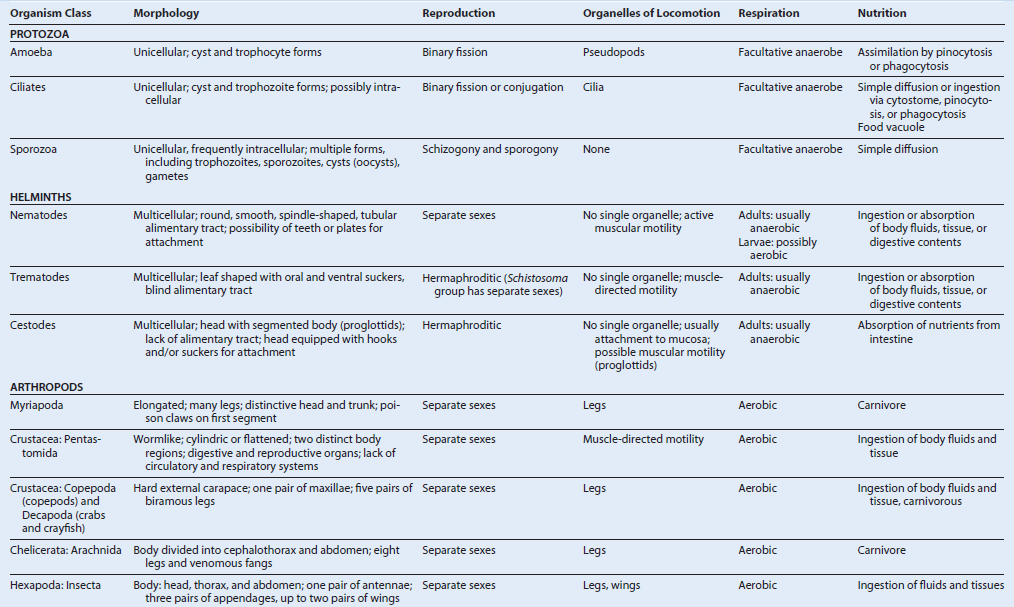 Organism Class Morphology Reproduction Organelles of Locomotion Respiration Nutrition
PROTOZOA
Amoeba Unicellular; cyst and trophocyte forms Binary fission Pseudopods Facultative anaerobe Assimilation by pinocytosis
or phagocytosis
Ciliates Unicellular; cyst and trophozoite forms; possibly intra- Binary fission or conjugation Cilia Facultative anaerobe Simple diffusion or ingestion
cellular via cytostome, pinocyto-
sis, or phagocytosis
Food vacuole
Sporozoa Unicellular, frequently intracellular; multiple forms, Schizogony and sporogony None Facultative anaerobe Simple diffusion
including trophozoites, sporozoites, cysts (oocysts),
gametes
HELMINTHS
Nematodes Multicellular; round, smooth, spindle-shaped, tubular Separate sexes No single organelle; active Adults: usually Ingestion or absorption
alimentary tract; possibility of teeth or plates for muscular motility anaerobic of body fluids, tissue, or
attachment Larvae: possibly digestive contents
aerobic
Trematodes Multicellular; leaf shaped with oral and ventral suckers, Hermaphroditic (Schistosoma No single organelle; muscle- Adults: usually Ingestion or absorption
blind alimentary tract group has separate sexes) directed motility anaerobic of body fluids, tissue, or
digestive contents
Cestodes Multicellular; head with segmented body (proglottids); Hermaphroditic No single organelle; usually Adults: usually Absorption of nutrients from
lack of alimentary tract; head equipped with hooks attachment to mucosa; anaerobic intestine
and/or suckers for attachment possible muscular motility
(proglottids)
ARTHROPODS
Myriapoda Elongated; many legs; distinctive head and trunk; poi- Separate sexes Legs Aerobic Carnivore
son claws on first segment
Crustacea: Pentas- Wormlike; cylindric or flattened; two distinct body Separate sexes Muscle-directed motility Aerobic Ingestion of body fluids and
tomida regions; digestive and reproductive organs; lack of tissue
circulatory and respiratory systems
Crustacea: Copepoda Hard external carapace; one pair of maxillae; five pairs of Separate sexes Legs Aerobic Ingestion of body fluids and
(copepods) and biramous legs tissue, carnivorous
Decapoda (crabs
and crayfish)
Chelicerata: Arachnida Body divided into cephalothorax and abdomen; eight Separate sexes Legs Aerobic Carnivore
legs and venomous fangs
Hexapoda: Insecta Body: head, thorax, and abdomen; one pair of antennae; Separate sexes Legs, wings Aerobic Ingestion of fluids and tissues
three pairs of appendages, up to two pairs of wings